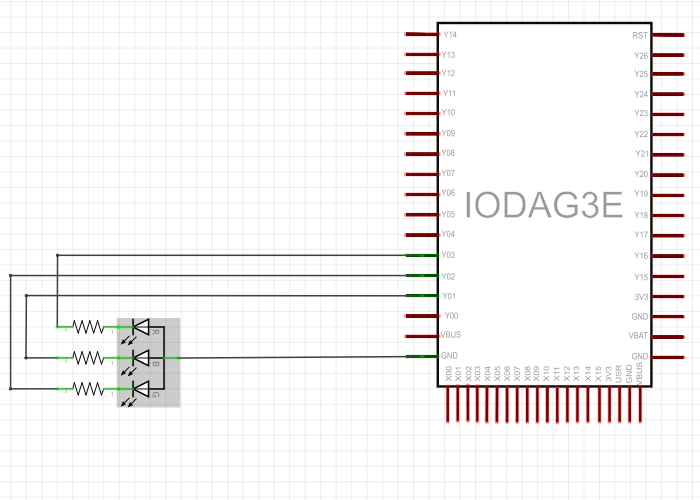 Y14
Y13
Y12
Y11
Y10
Y09
Y08
Y07
Y06
Y05
Y04
Y03
Y02
Y01
Y00
VBUS
GND
IODAG3E
RST
Y26
Y25
Y24
Y23
Y22
Y21
Y20
Y19
Y18
Y17
Y16
Y15
3V3
GND
VBAT
GND
X00
X01
X02
X03
X04
X05
X06
X07
X08
X09
X10
X11
X12
X13
X14
X15
3V3
USR
GND
VBUS
R
B
G